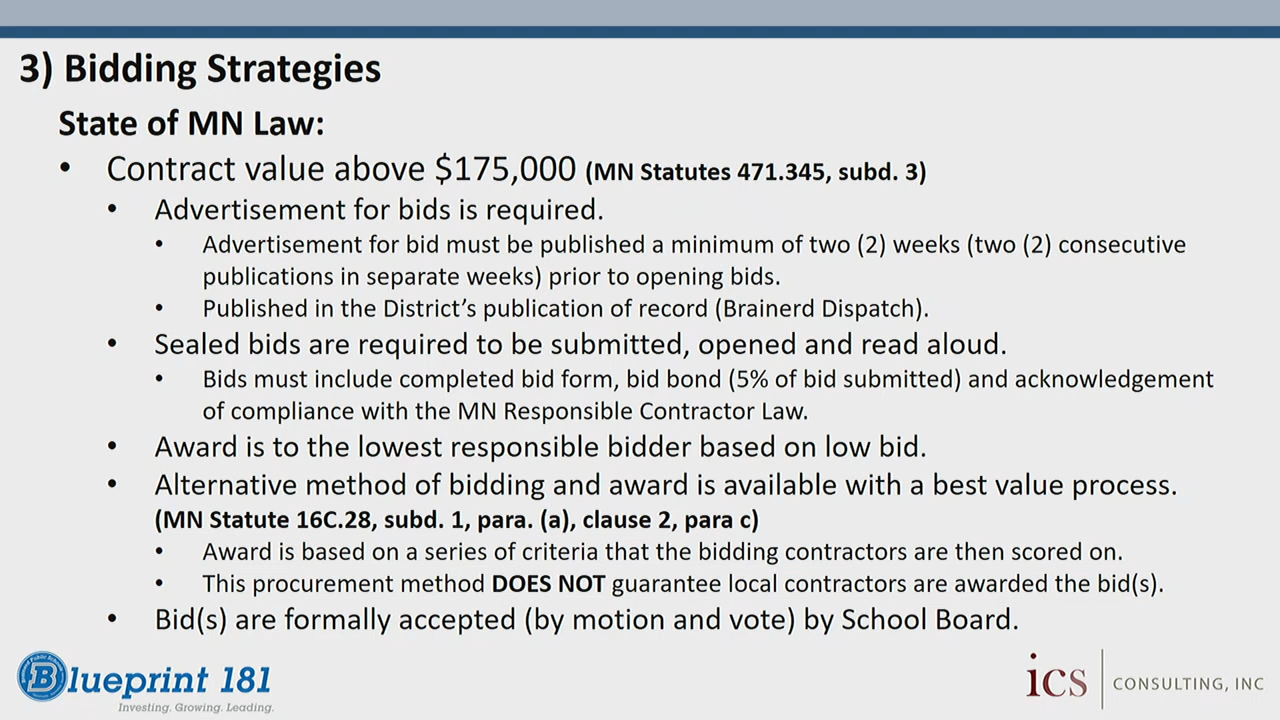 3) Bidding Strategies
State of MN Law:
• Contract value above $175,000 (MN Statutes 471.345, subd. 3)
• Advertisement for bids is required.
• Advertisement for bid must be published a minimum of two (2) weeks (two (2) consecutive
publications in separate weeks) prior to opening bids.
• Published in the District’s publication of record (Brainerd Dispatch).
• Sealed bids are required to be submitted, opened and read aloud.
• Bids must include completed bid form, bid bond (5% of bid submitted) and acknowledgement
of compliance with the MN Responsible Contractor Law.
• Award is to the lowest responsible bidder based on low bid.
• Alternative method of bidding and award is available with a best value process.
(MN Statute 16C.28, subd. 1, para. (a), clause 2, para c)
• Award is based on a series of criteria that the bidding contractors are then scored on.
• This procurement method DOES NOT guarantee local contractors are awarded the bid(s).
• Bid(s) are formally accepted (by motion and vote) by School Board.
Blueprint 181
Investing. Growing. Leading.
ics CONSULTING, INC